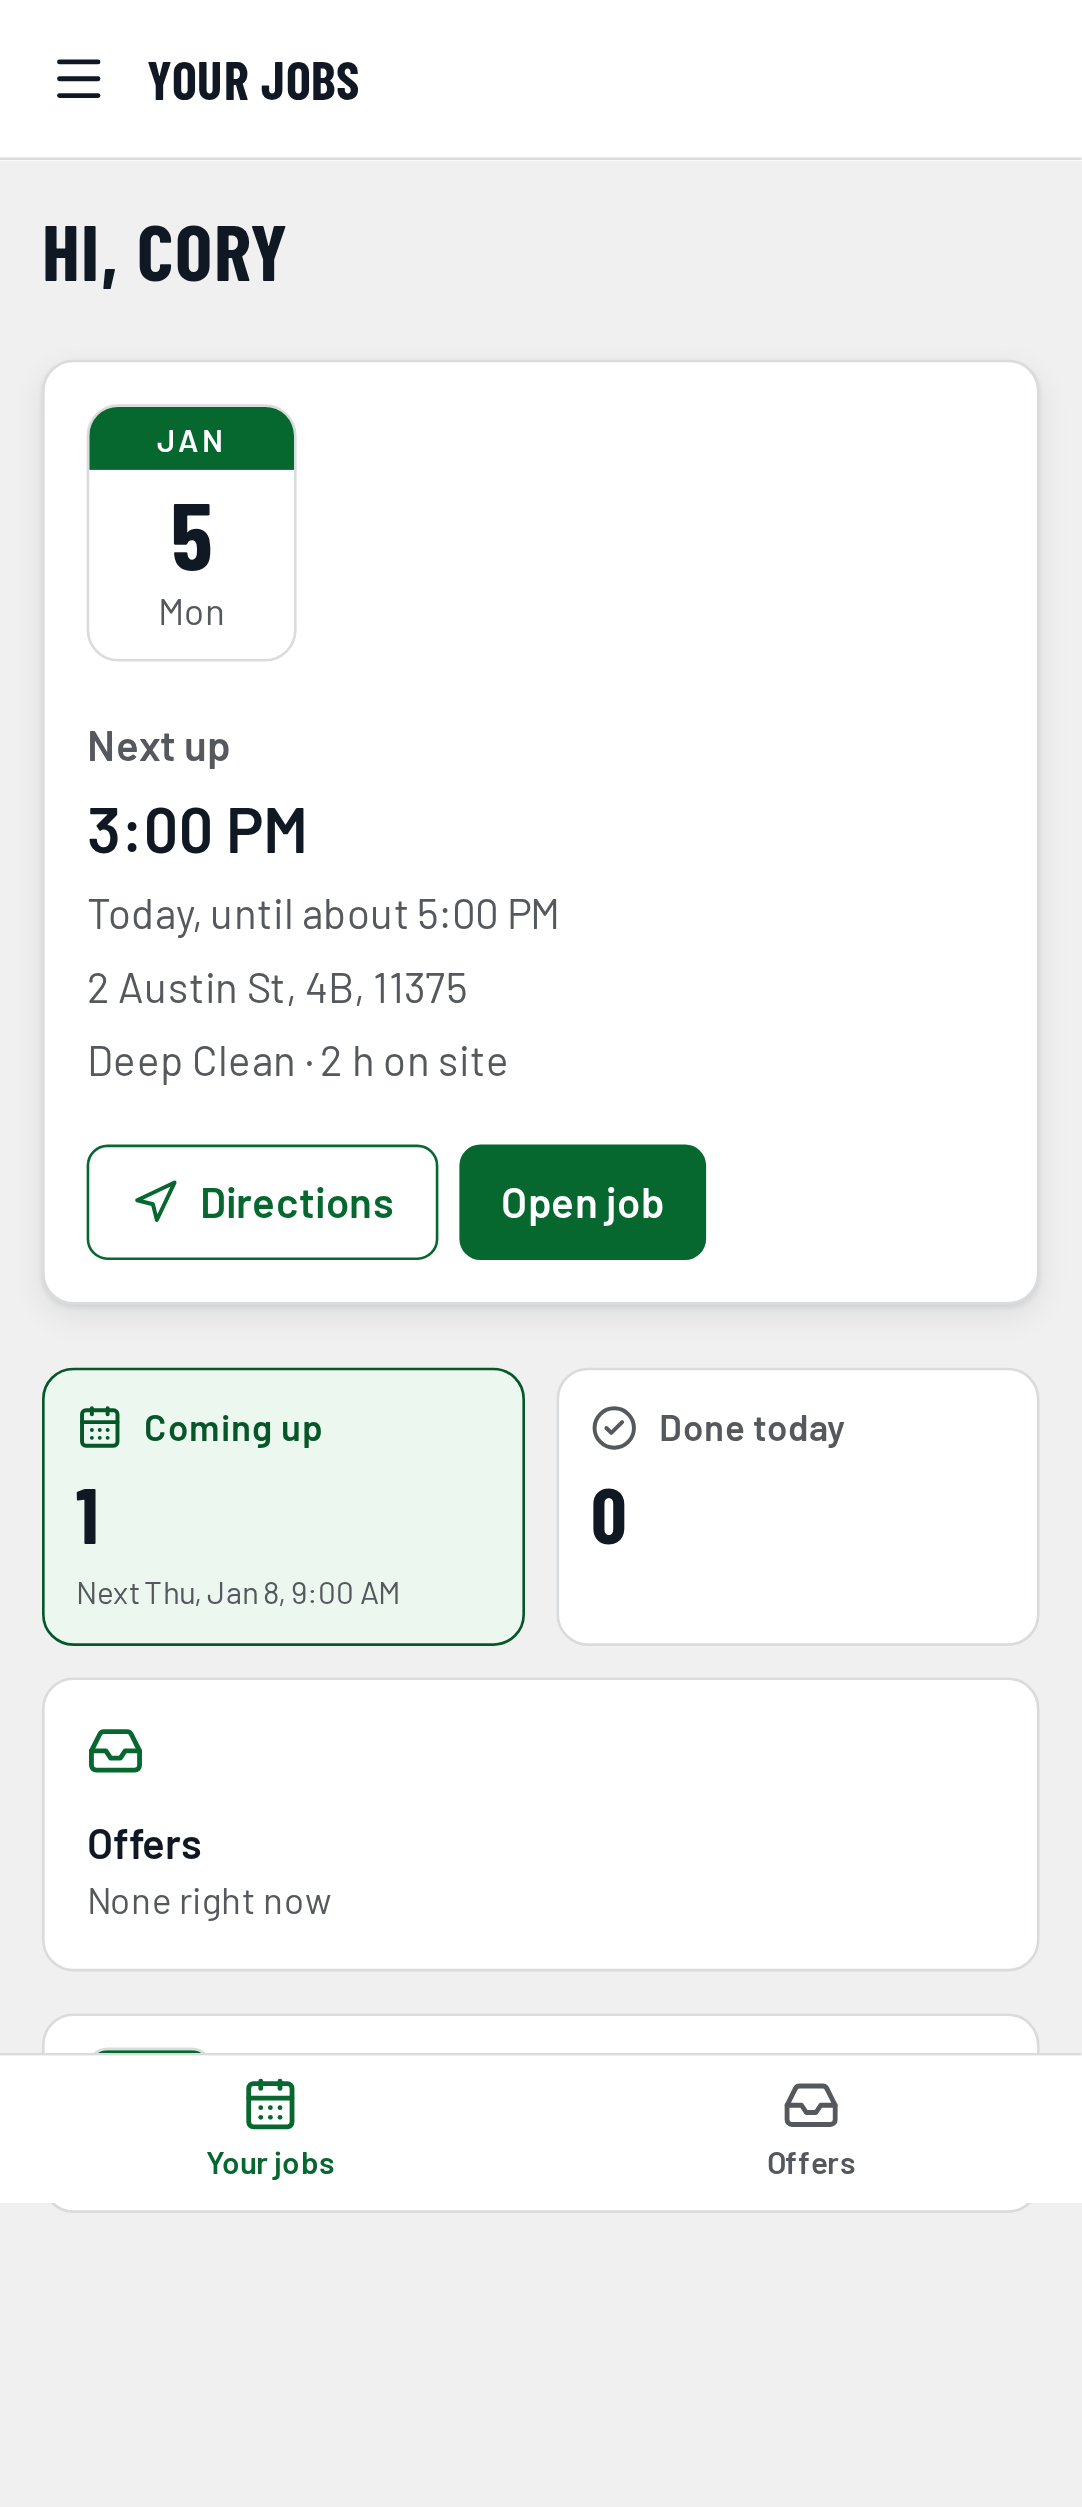 YOUR JOBS
HI, CORY
JAN
5
Mon
Next up
3:00 PM
Today, until about 5:00 PM
2 Austin St, 4B, 11375
Deep Clean · 2 h on site
Directions
Open job
Coming up
1
Next Thu, Jan 8, 9:00 AM
Done today
0
Offers
None right now
Your jobs
Offers